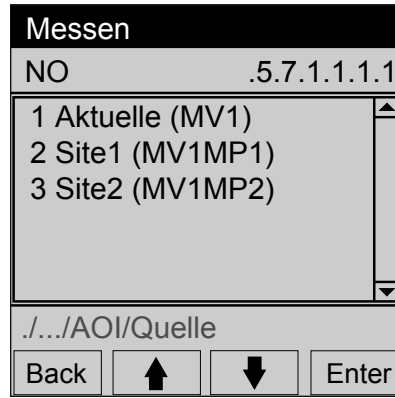 Messen
NO .5.7.1.1.1.1
1 Aktuelle (MV1)
2 Site1 (MV1MP1)
3 Site2 (MV1MP2)
./.../AOI/Quelle
Back Enter